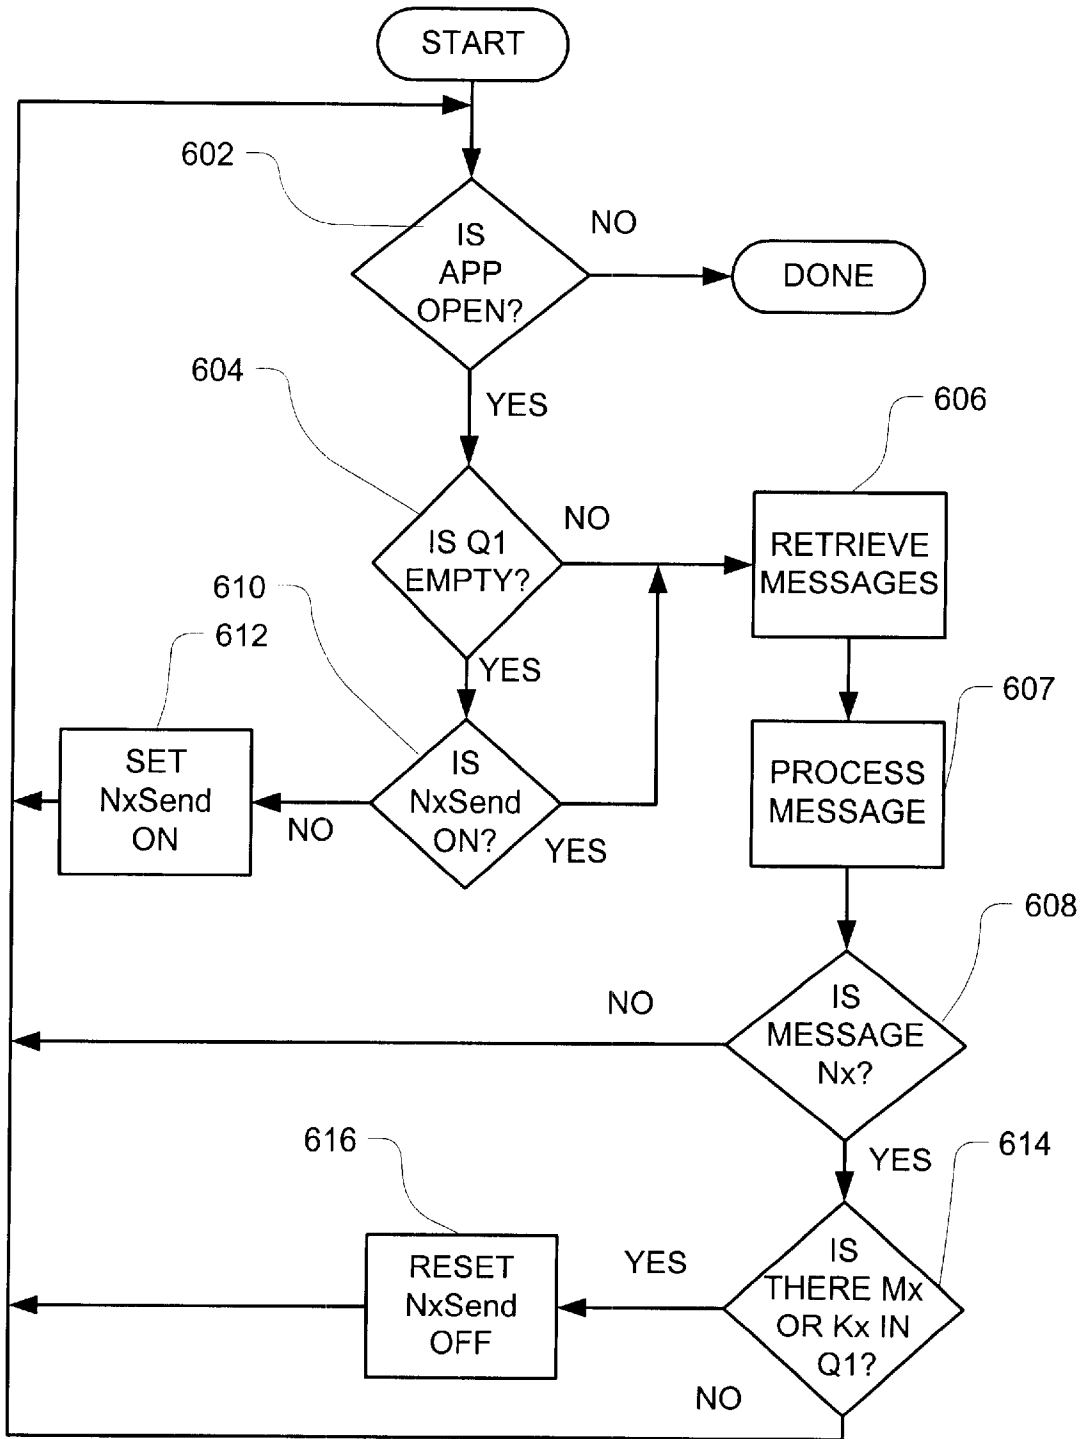 START
602
IS
APP
OPEN?
NO
DONE
604
YES
606
IS Q1
EMPTY?
NO
RETRIEVE
MESSAGES
610
612
YES
607
SET
NxSend
ON
NO
IS
NxSend
ON?
YES
PROCESS
MESSAGE
608
NO
IS
MESSAGE
Nx?
616
YES
614
RESET
NxSend
OFF
YES
IS
THERE Mx
OR Kx IN
Q1?
NO